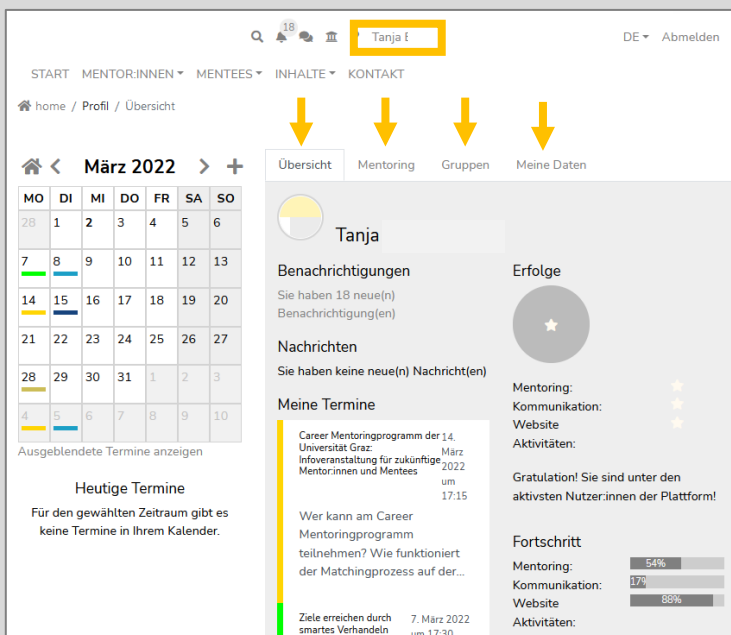 18
Tanja
DE Abmelden
START MENTOR:INNEN MENTEES INHALTE KONTAKT
home / Profil / Übersicht
März 2022
MO DI MI DO FR SA SO
28 1 2 3 4 5 6
7 8 9 10 11 12 13
14 15 16 17 18 19 20
21 22 23 24 25 26 27
28 29 30 31 1 2 3
4 5 6 7 8 9 10
Ausgeblendete Termine anzeigen
Heutige Termine
Für den gewählten Zeitraum gibt es
keine Termine in Ihrem Kalender.
Übersicht Mentoring Gruppen Meine Daten
Tanja
Benachrichtigungen
Sie haben 18 neue(n)
Benachrichtigung(en)
Nachrichten
Sie haben keine neue(n) Nachricht(en)
Meine Termine
Career Mentoringprogramm der
Universität Graz:
Infoveranstaltung für zukünftige
Mentor:innen und Mentees
14.
März
2022
um
17:15
Wer kann am Career
Mentoringprogramm
teilnehmen? Wie funktioniert
der Matchingprozess auf der...
Ziele erreichen durch
smartes Verhandeln
7. März 2022
um 17:30
Erfolge
Mentoring:
Kommunikation:
Website
Aktivitäten:
Gratulation! Sie sind unter den
aktivsten Nutzer:innen der Plattform!
Fortschritt
Mentoring: 54%
Kommunikation: 17%
Website 88%
Aktivitäten: